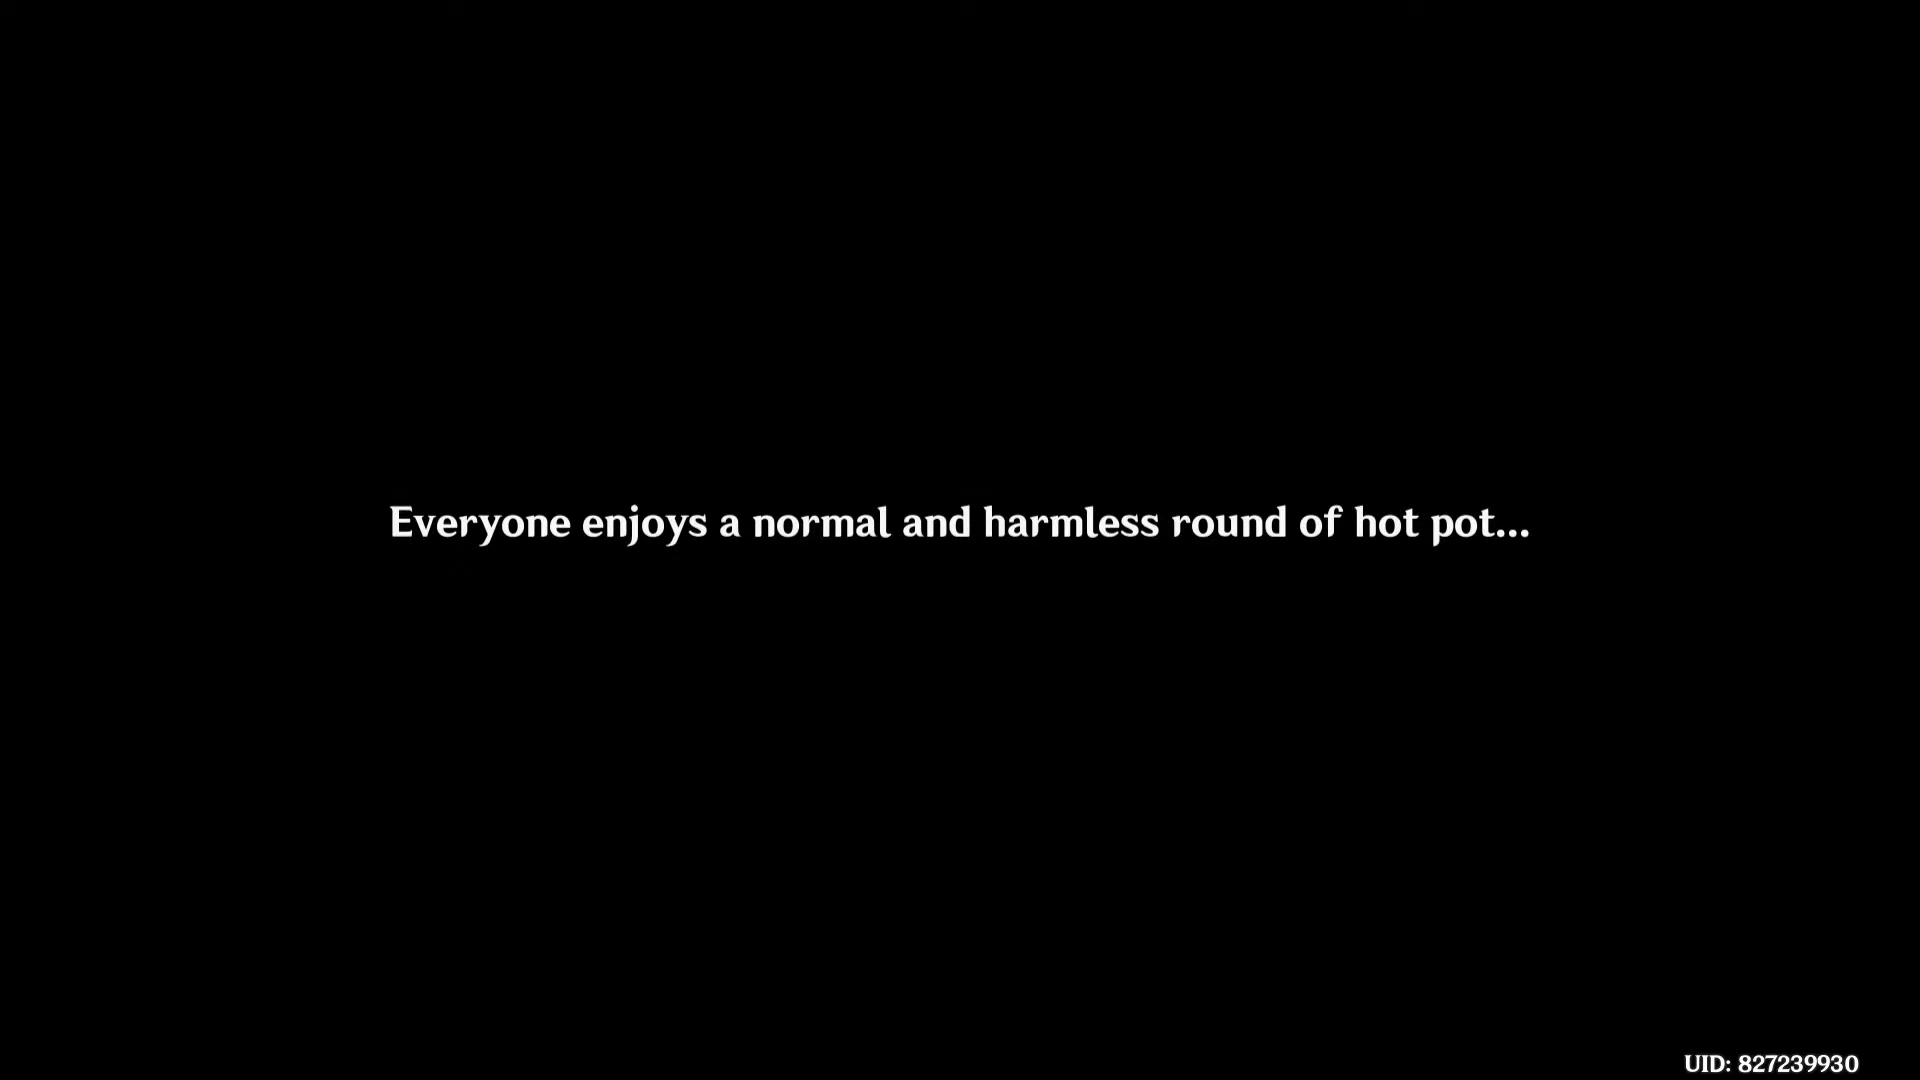 Everyone enjoys a normal and harmless round of hot pot...
UID: 827239930